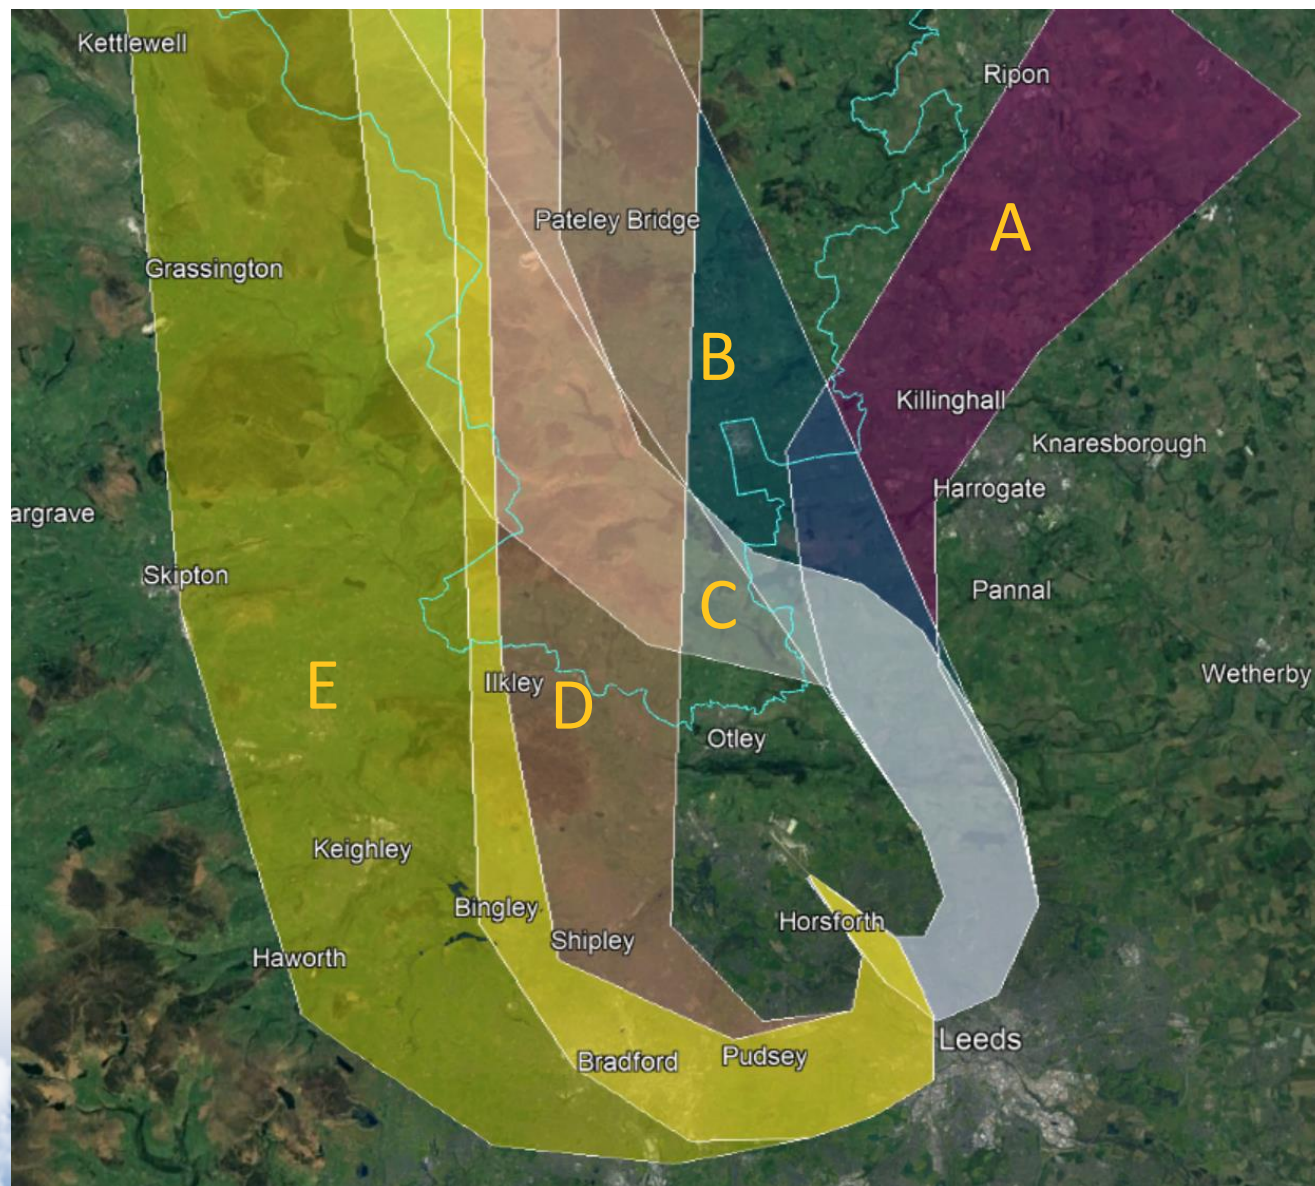 Kettlewell
Ripon
A
Pateley Bridge
Grassington
B
Killinghall
Knaresborough
Harrogate
argrave
Skipton
Pannal
C
Wetherby
E
Ilkley
D
Otley
Keighley
Bingley
Horsforth
Shipley
Haworth
Leeds
Bradford
Pudsey